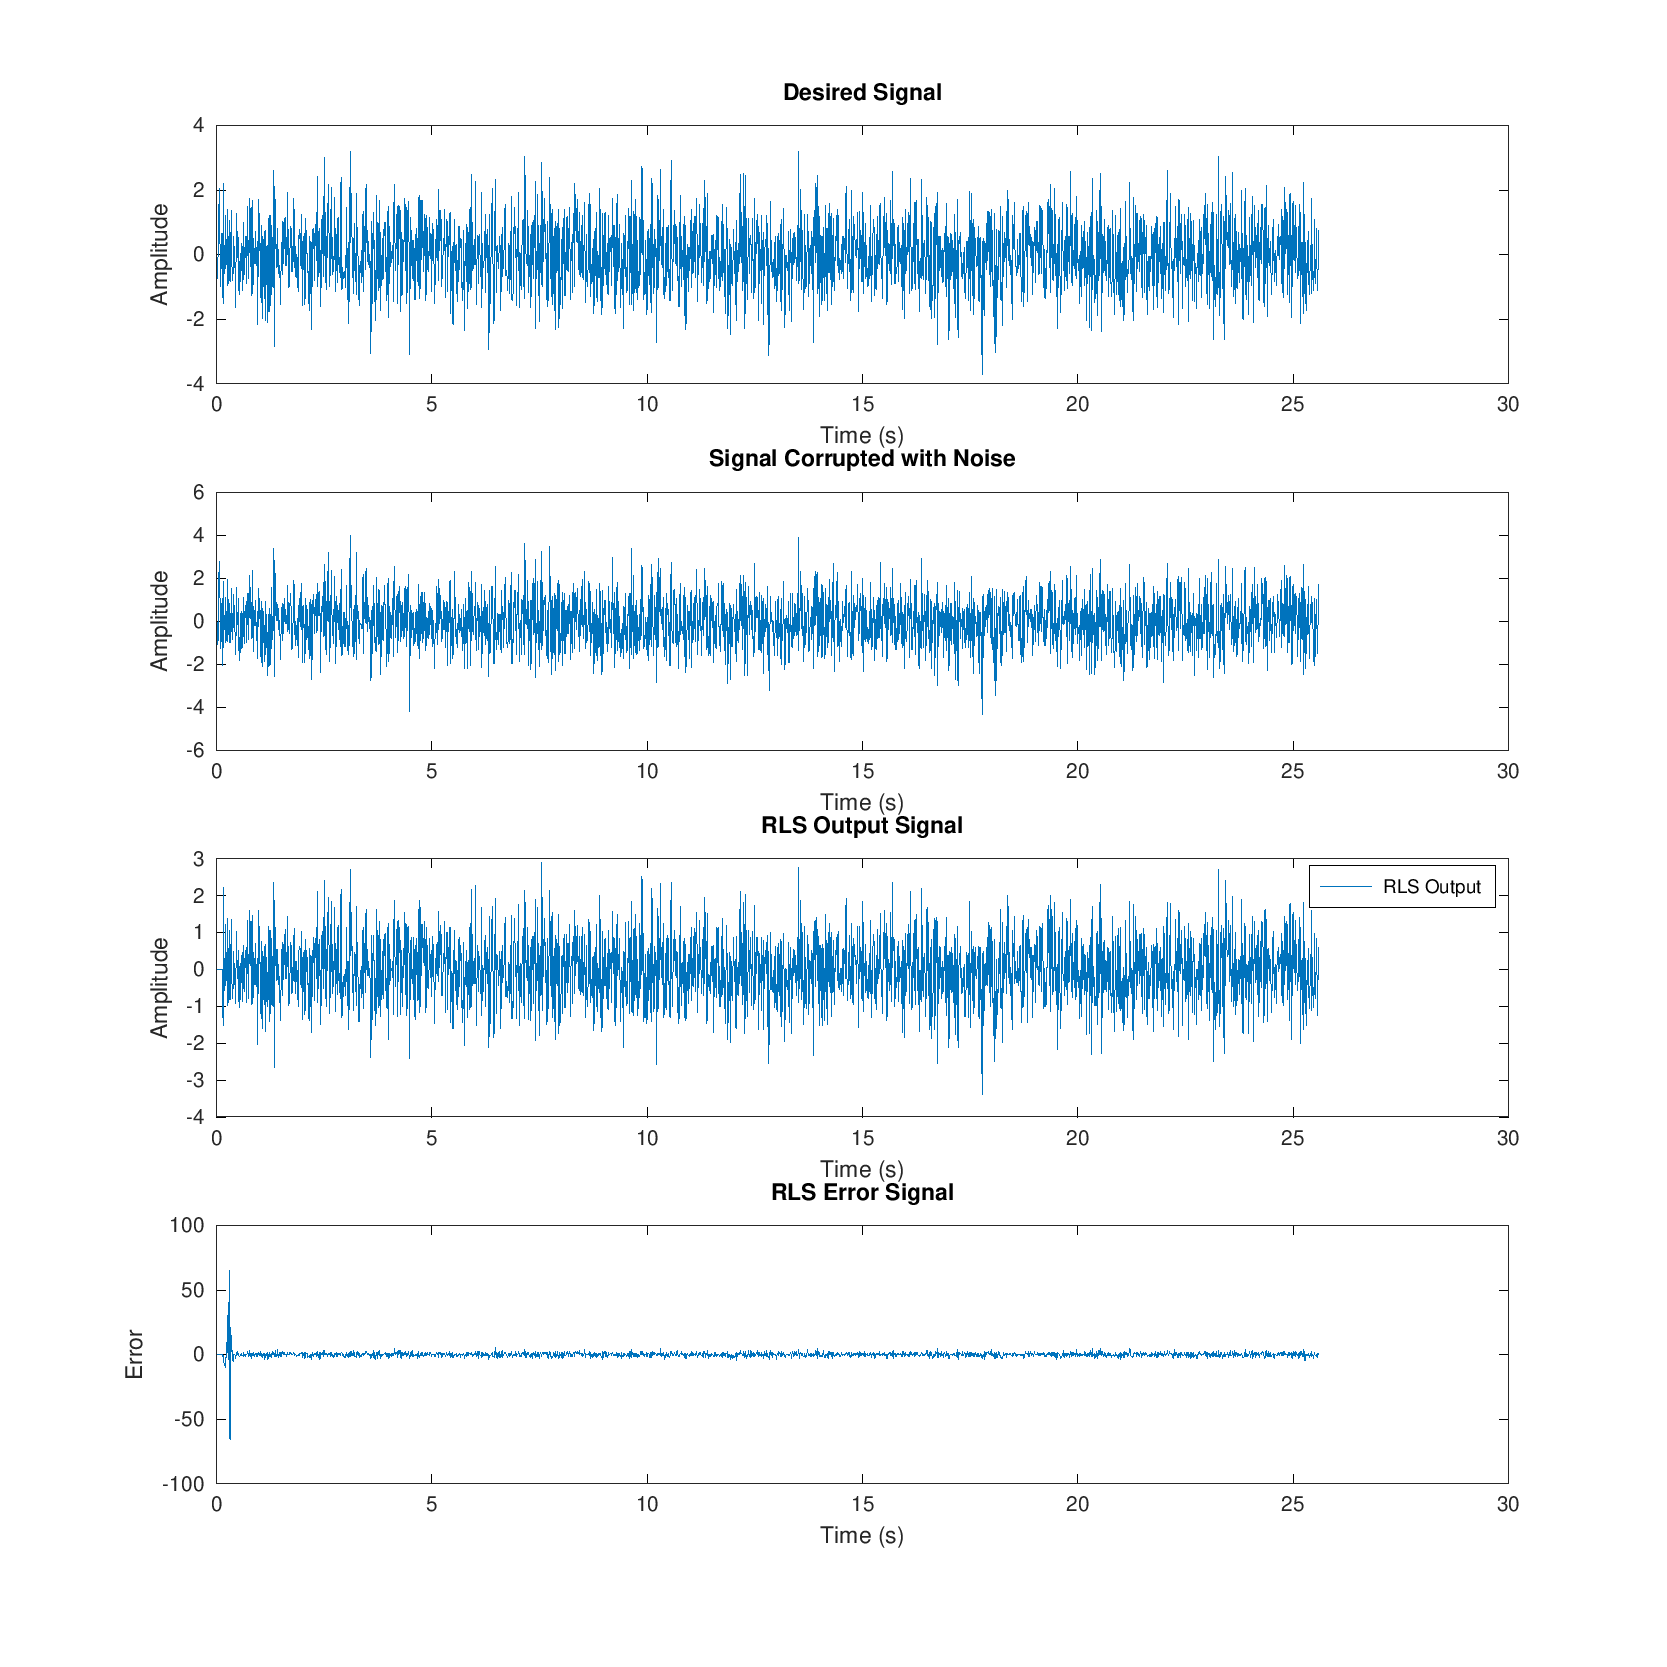 Desired Signal
4
2
0
-2
-4
Amplitude
0 5 10 15 20 25 30
Time (s)
Signal Corrupted with Noise
6
4
2
0
-2
-4
-6
Amplitude
0 5 10 15 20 25 30
Time (s)
RLS Output Signal
3
2
1
0
-1
-2
-3
-4
Amplitude
RLS Output
0 5 10 15 20 25 30
Time (s)
RLS Error Signal
100
50
0
-50
-100
Error
0 5 10 15 20 25 30
Time (s)